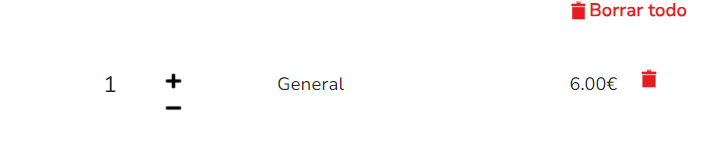 Borrar todo
1 + General 6.00€
−